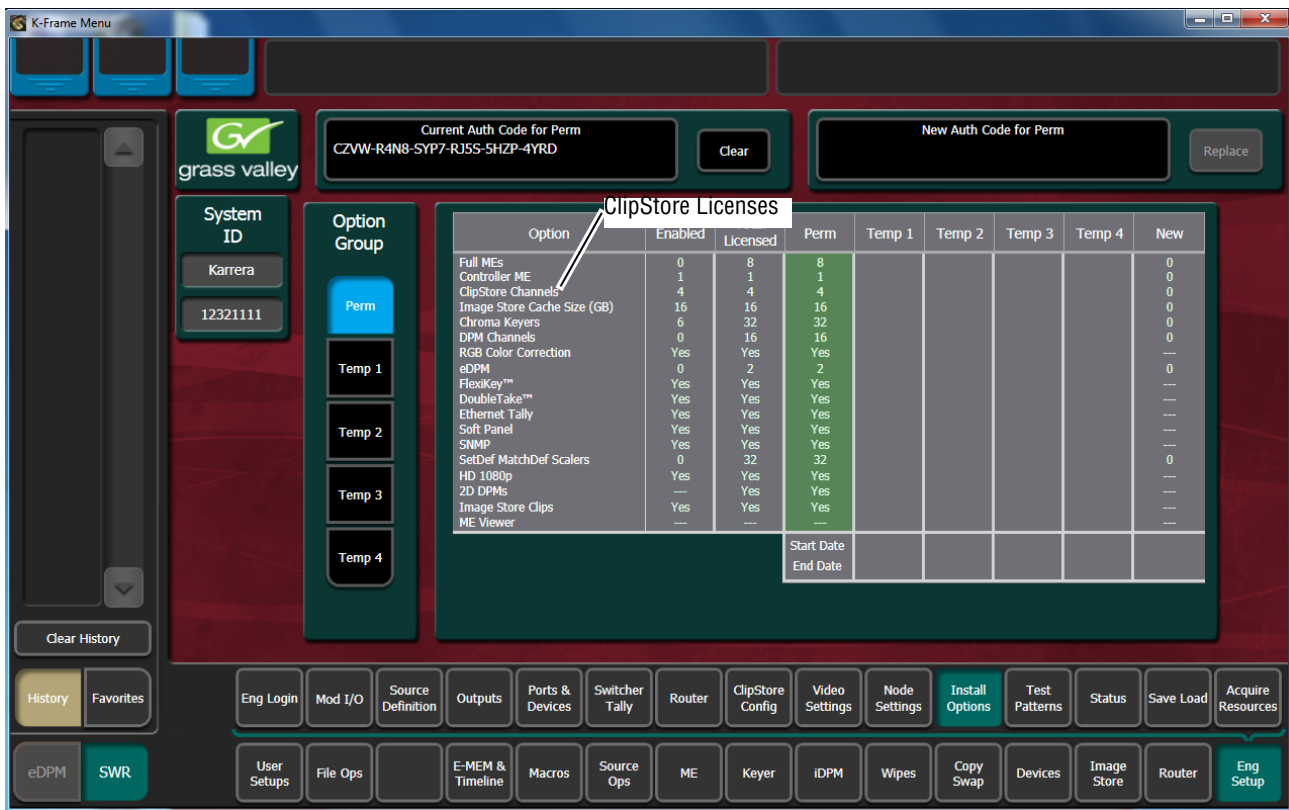 K-Frame Menu
grass valley
Current Auth Code for Perm
CZVW-R4N8-SYP7-RJ5S-5HZP-4YRD
Clear
New Auth Code for Perm
Replace
System
ID
Karrera
12321111
Option
Group
Perm
Temp 1
Temp 2
Temp 3
Temp 4
ClipStore Licenses
Option Enabled Licensed Perm Temp 1 Temp 2 Temp 3 Temp 4 New
Full MEs 0 8 8 0
Controller ME 1 1 1 0
ClipStore Channels 4 4 4 0
Image Store Cache Size (GB) 16 16 16 0
Chroma Keyers 6 32 32 0
DPM Channels 0 16 16 0
RGB Color Correction Yes Yes Yes ---
eDPM 0 2 2 0
FlexiKey™ Yes Yes Yes ---
DoubleTake™ Yes Yes Yes ---
Ethernet Tally Yes Yes Yes ---
Soft Panel Yes Yes Yes ---
SNMP Yes Yes Yes ---
SetDef MatchDef Scalers 0 32 32 0
HD 1080p Yes Yes Yes ---
2D DPMs --- Yes Yes ---
Image Store Clips Yes Yes Yes ---
ME Viewer --- --- --- ---
Start Date
End Date
Clear History
History
Favorites
Eng Login
Mod I/O
Source
Definition
Outputs
Ports &
Devices
Switcher
Tally
Router
ClipStore
Config
Video
Settings
Node
Settings
Install
Options
Test
Patterns
Status
Save Load
Acquire
Resources
eDPM
SWR
User
Setups
File Ops
E-MEM &
Timeline
Macros
Source
Ops
ME
Keyer
iDPM
Wipes
Copy
Swap
Devices
Image
Store
Router
Eng
Setup